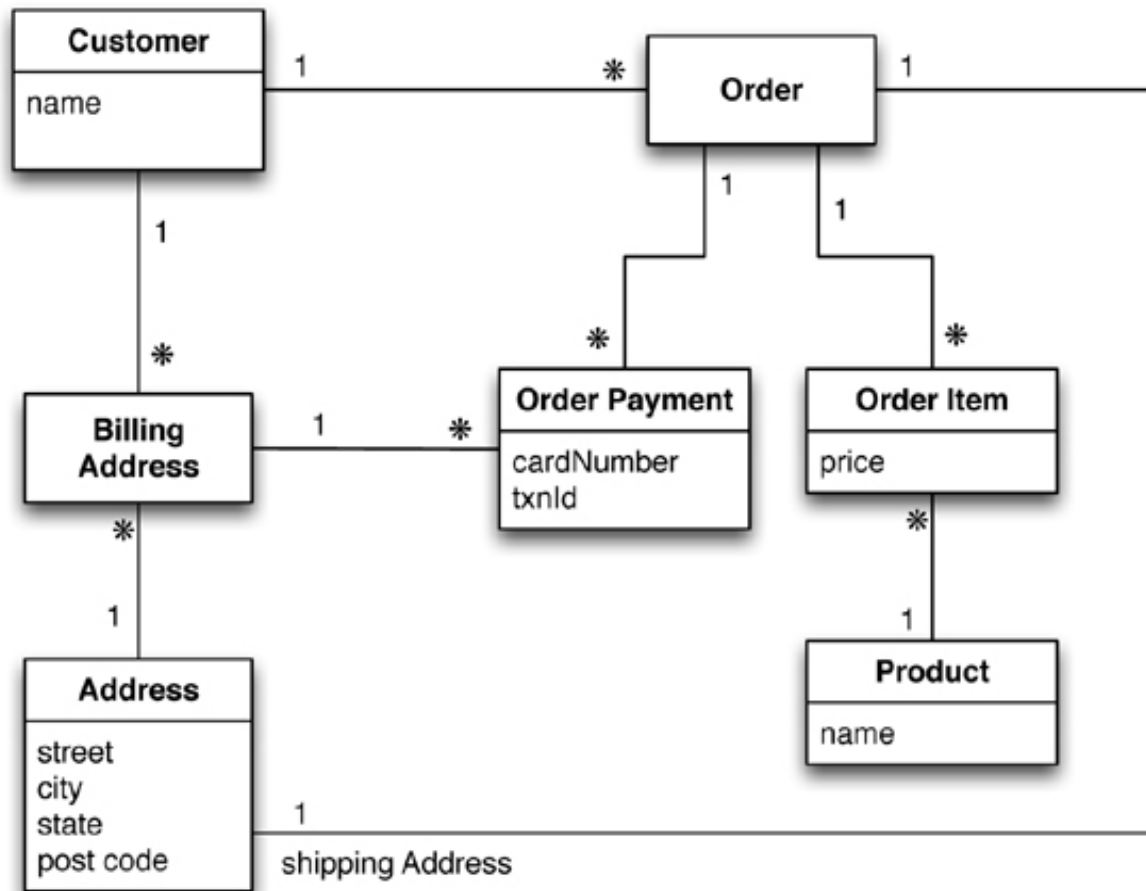 Customer
name
1
*
Order
1
1
1
1
*
*
*
Billing
Address
1
*
Order Payment
cardNumber
txnId
Order Item
price
*
*
1
1
Address
street
city
state
post code
Product
name
1
shipping Address